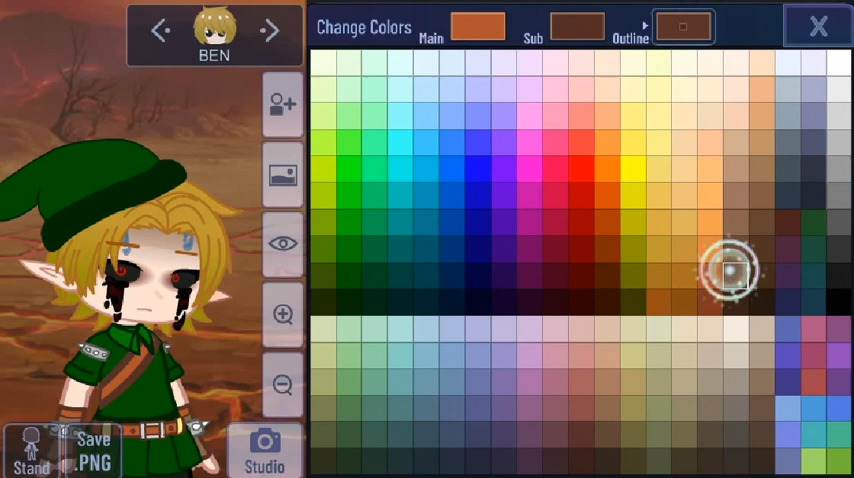 BEN
Change Colors
Main
Sub
Outline
X
Stand
Save
.PNG
Studio